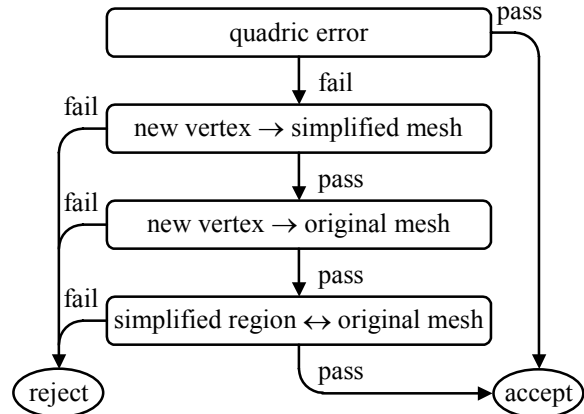 pass
quadric error
fail
fail
new vertex → simplified mesh
pass
fail
new vertex → original mesh
pass
fail
simplified region ↔ original mesh
pass
reject
accept